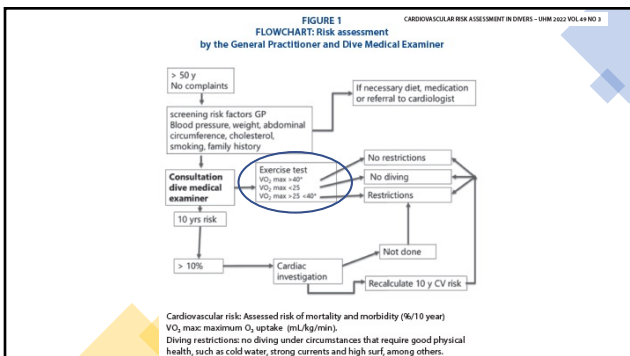 FIGURE 1
CARDIOVASCULAR RISK ASSESSMENT IN DIVERS – UHM 2022 VOL 49 NO 3
FLOWCHART: Risk assessment
by the General Practitioner and Dive Medical Examiner
> 50 y
No complaints
If necessary diet, medication
or referral to cardiologist
screening risk factors GP
Blood pressure, weight, abdominal
circumference, cholesterol,
smoking, family history
Exercise test
VO₂ max >40*
VO₂ max <25
VO₂ max >25 <40*
No restrictions
No diving
Restrictions
Consultation
dive medical
examiner
10 yrs risk
Not done
> 10%
Cardiac
investigation
Recalculate 10 y CV risk
Cardiovascular risk: Assessed risk of mortality and morbidity (%/10 year)
VO₂ max: maximum O₂ uptake (mL/kg/min).
Diving restrictions: no diving under circumstances that require good physical
health, such as cold water, strong currents and high surf, among others.